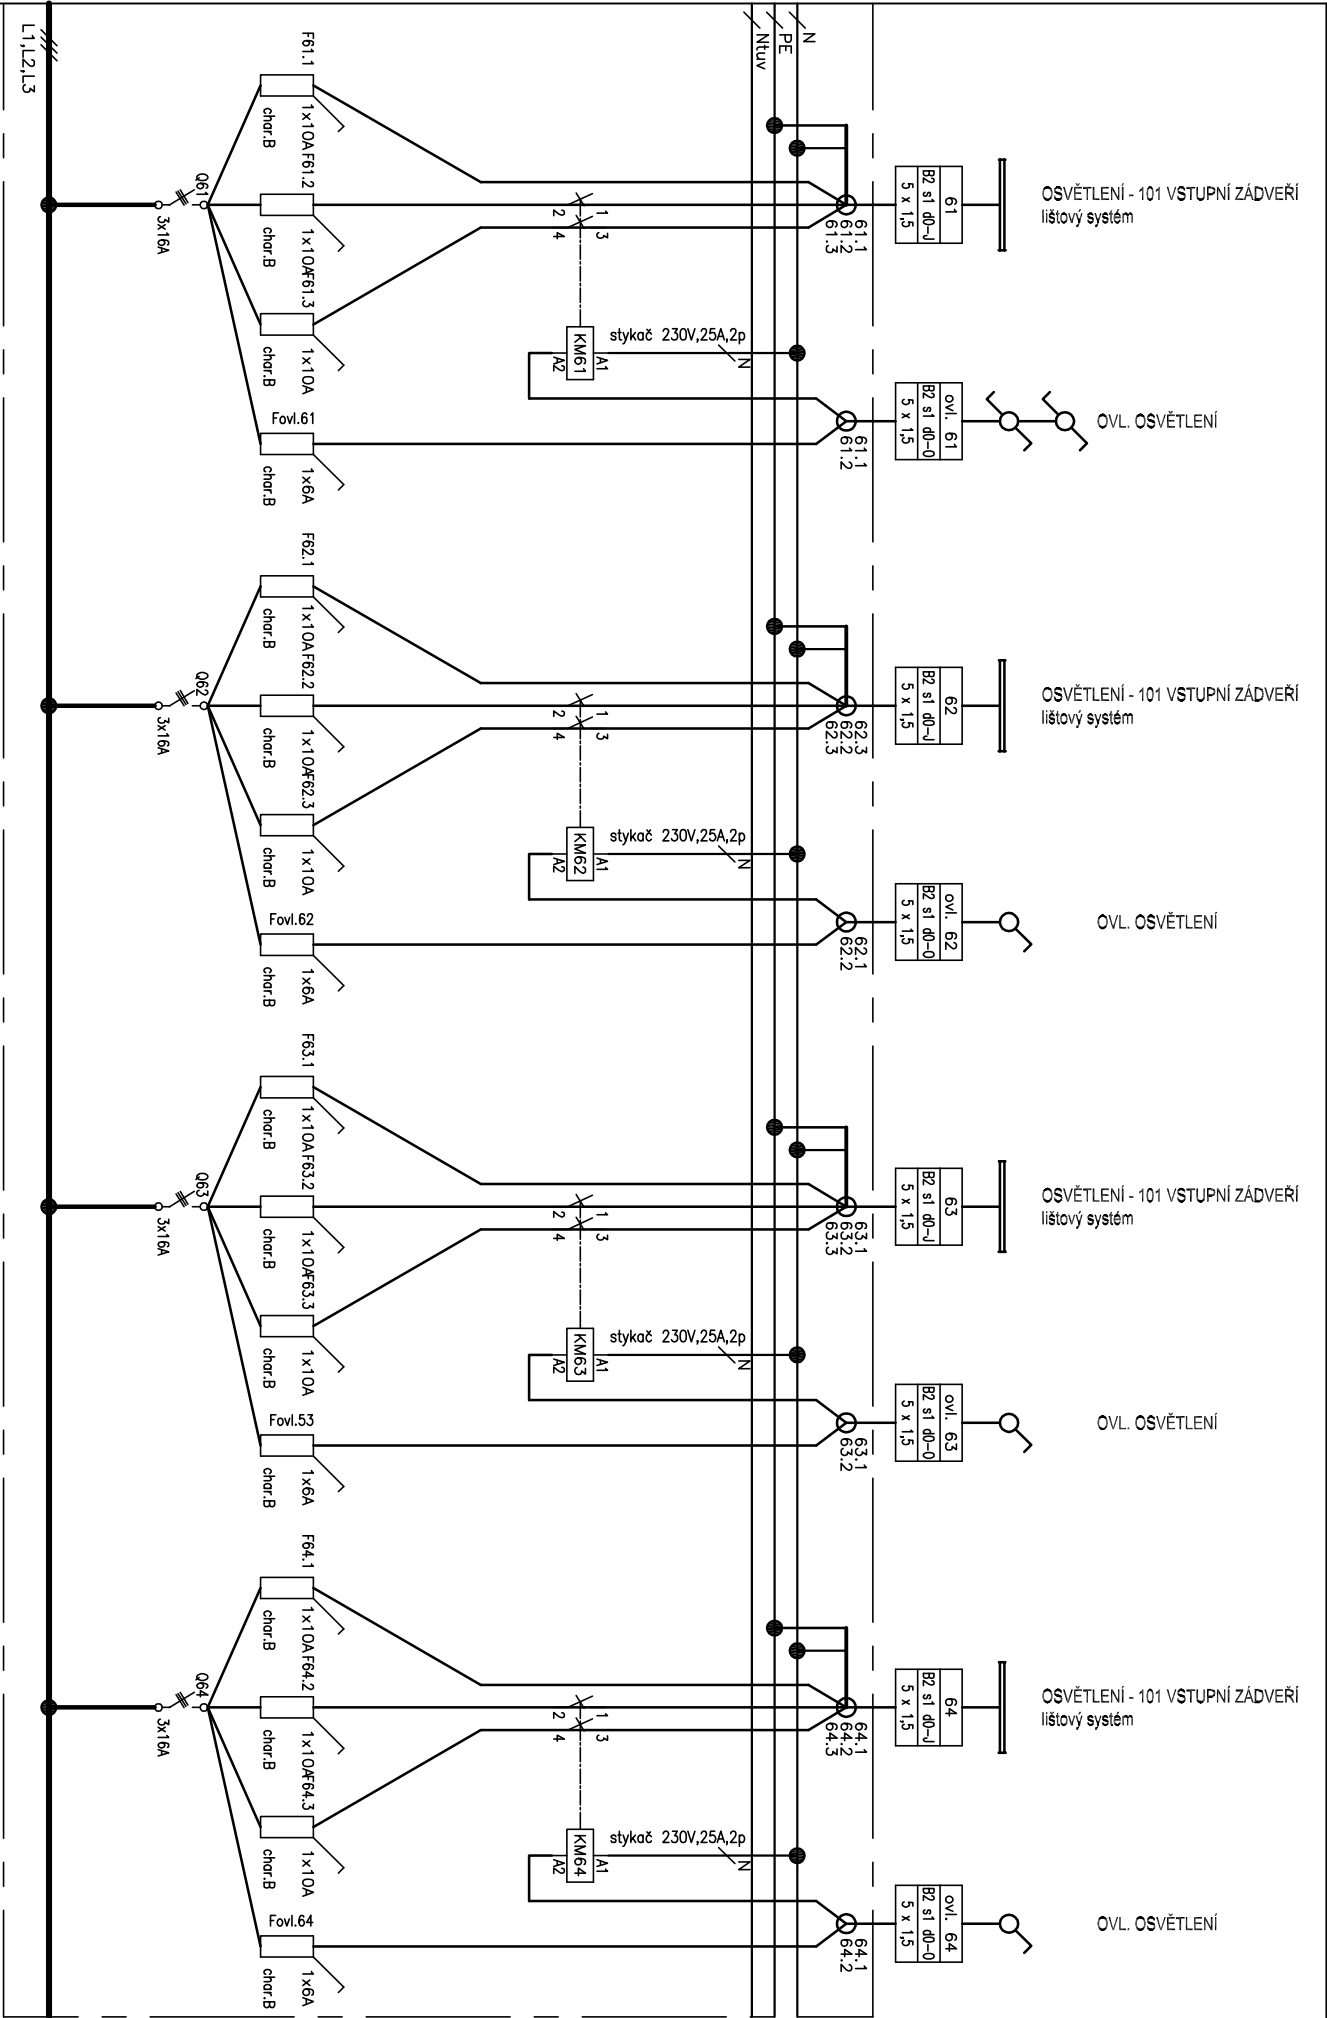 L1,L2,L3
N
PE
Ntuv
OSVĚTLENÍ - 101 VSTUPNÍ ZÁDVEŘÍ
lištový systém
61
B2 s1 d0-J
5 x 1,5
61.1
61.2
61.3
OVL. OSVĚTLENÍ
ovl. 61
B2 s1 d0-O
5 x 1,5
61.1
61.2
1
2
3
4
stykač 230V,25A,2p
N
KM61
A1
A2
F61.1
1x10A
char.B
F61.2
1x10A
char.B
F61.3
1x10A
char.B
Fovl.61
1x6A
char.B
Q61
3x16A
OSVĚTLENÍ - 101 VSTUPNÍ ZÁDVEŘÍ
lištový systém
62
B2 s1 d0-J
5 x 1,5
62.3
62.2
62.3
OVL. OSVĚTLENÍ
ovl. 62
B2 s1 d0-O
5 x 1,5
62.1
62.2
1
2
3
4
stykač 230V,25A,2p
N
KM62
A1
A2
F62.1
1x10A
char.B
F62.2
1x10A
char.B
F62.3
1x10A
char.B
Fovl.62
1x6A
char.B
Q62
3x16A
OSVĚTLENÍ - 101 VSTUPNÍ ZÁDVEŘÍ
lištový systém
63
B2 s1 d0-J
5 x 1,5
63.1
63.2
63.3
OVL. OSVĚTLENÍ
ovl. 63
B2 s1 d0-O
5 x 1,5
63.1
63.2
1
2
3
4
stykač 230V,25A,2p
N
KM63
A1
A2
F63.1
1x10A
char.B
F63.2
1x10A
char.B
F63.3
1x10A
char.B
Fovl.53
1x6A
char.B
Q63
3x16A
OSVĚTLENÍ - 101 VSTUPNÍ ZÁDVEŘÍ
lištový systém
64
B2 s1 d0-J
5 x 1,5
64.1
64.2
64.3
OVL. OSVĚTLENÍ
ovl. 64
B2 s1 d0-O
5 x 1,5
64.1
64.2
1
2
3
4
stykač 230V,25A,2p
N
KM64
A1
A2
F64.1
1x10A
char.B
F64.2
1x10A
char.B
F64.3
1x10A
char.B
Fovl.64
1x6A
char.B
Q64
3x16A